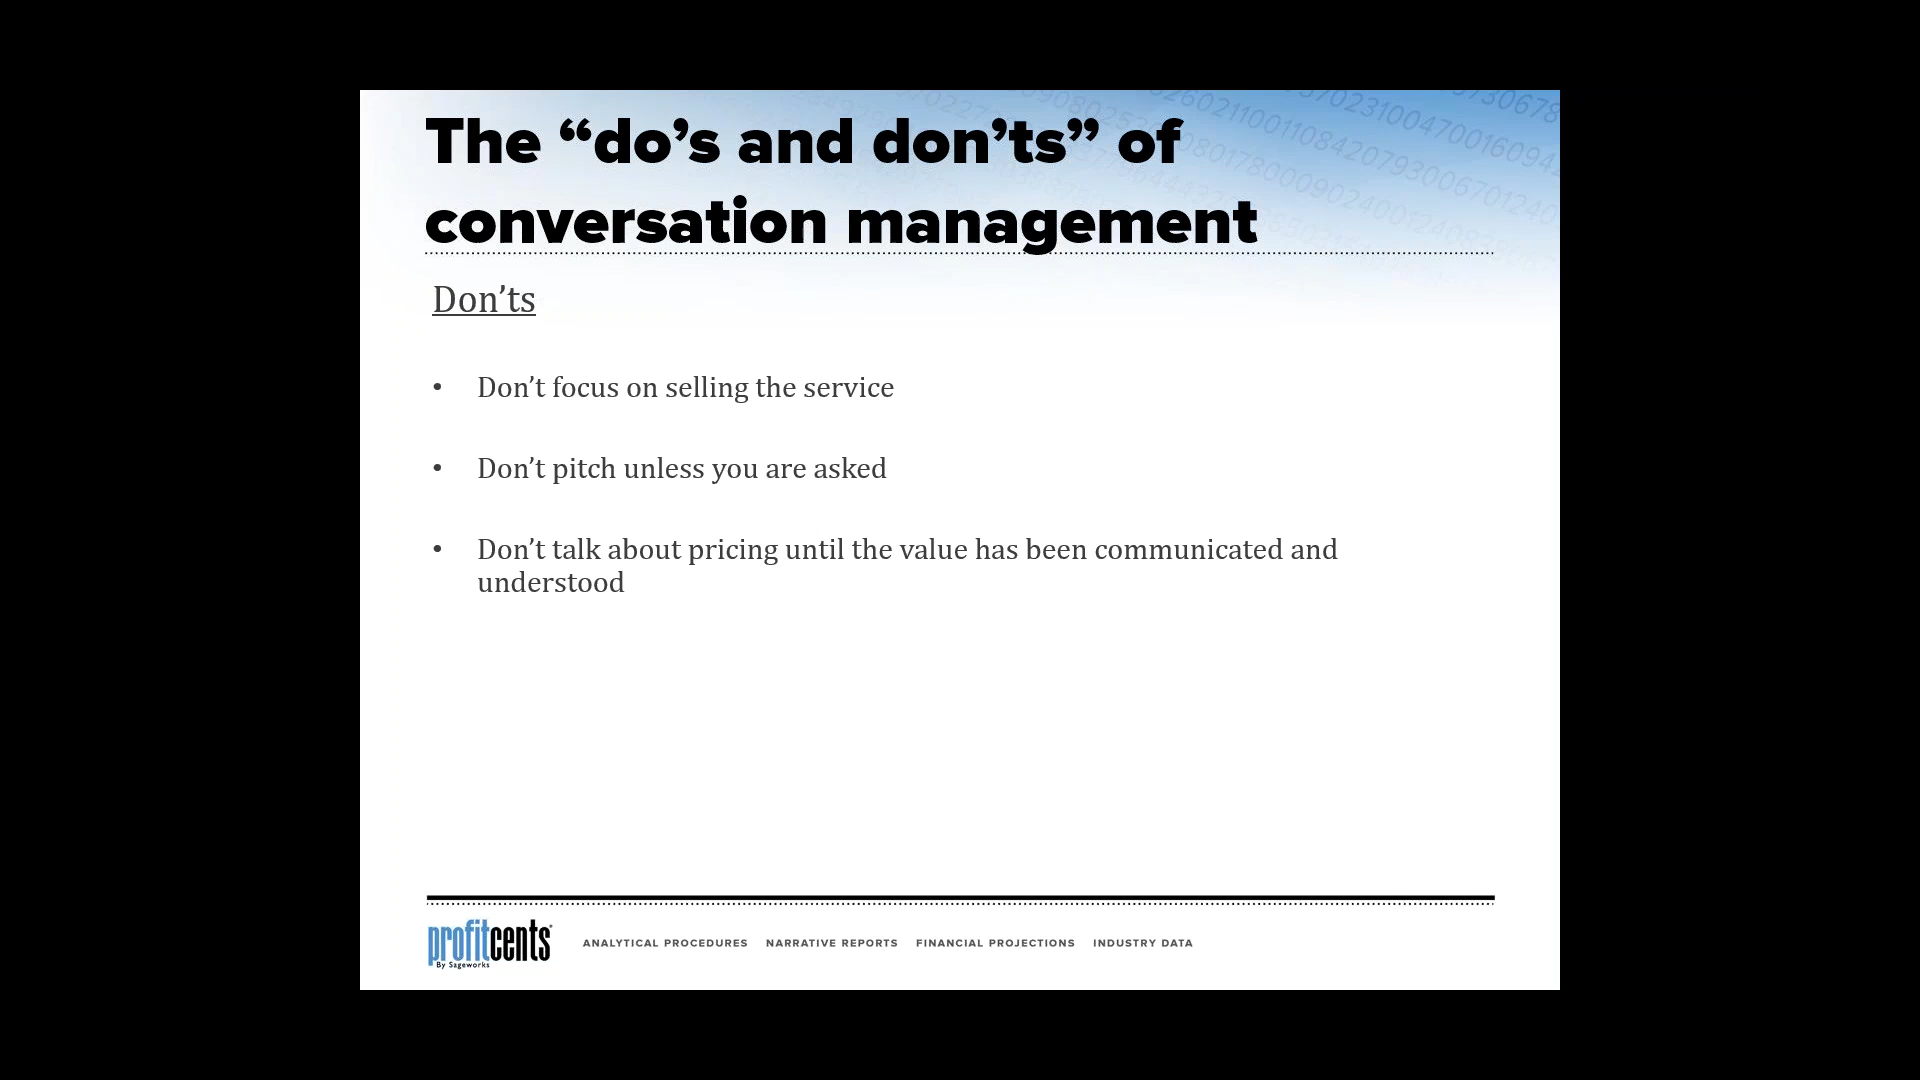 The “do’s and don’ts” of
conversation management
Don’ts
• Don’t focus on selling the service
• Don’t pitch unless you are asked
• Don’t talk about pricing until the value has been communicated and
understood
profitcents
By Sageworks
ANALYTICAL PROCEDURES NARRATIVE REPORTS FINANCIAL PROJECTIONS INDUSTRY DATA